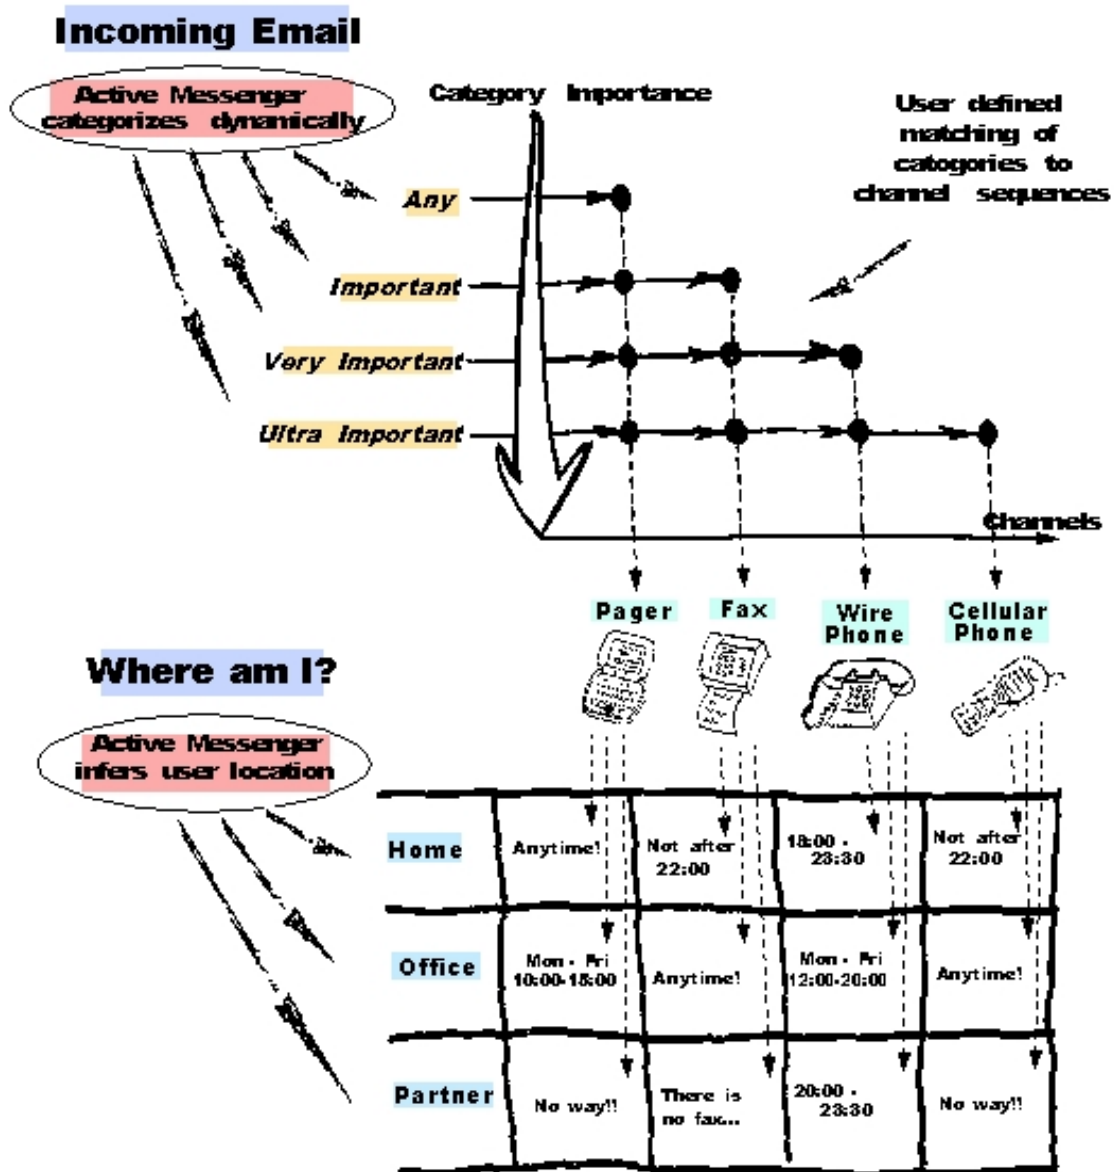 Incoming Email
Active Messenger
categorizes dynamically
Category Importance
User defined
matching of
catogories to
channel sequences
Any
Important
Very Important
Ultra Important
Channels
Pager
Fax
Wire
Phone
Cellular
Phone
Where am I?
Active Messenger
infers user location
Home
Anytime!
Not after
22:00
18:00 -
23:30
Not after
22:00
Office
Mon - Fri
10:00-18:00
Anytime!
Mon - Fri
12:00-20:00
Anytime!
Partner
No way!!
There is
no fax...
20:00 -
23:30
No way!!